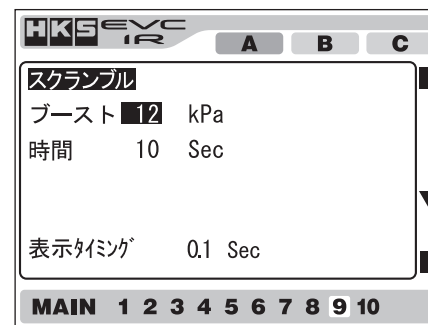 HKS EVC IR
A B C
スクランブル
ブースト 12 kPa
時間 10 Sec
表示ﾀｲﾐﾝｸﾞ 0.1 Sec
MAIN 1 2 3 4 5 6 7 8 9 10